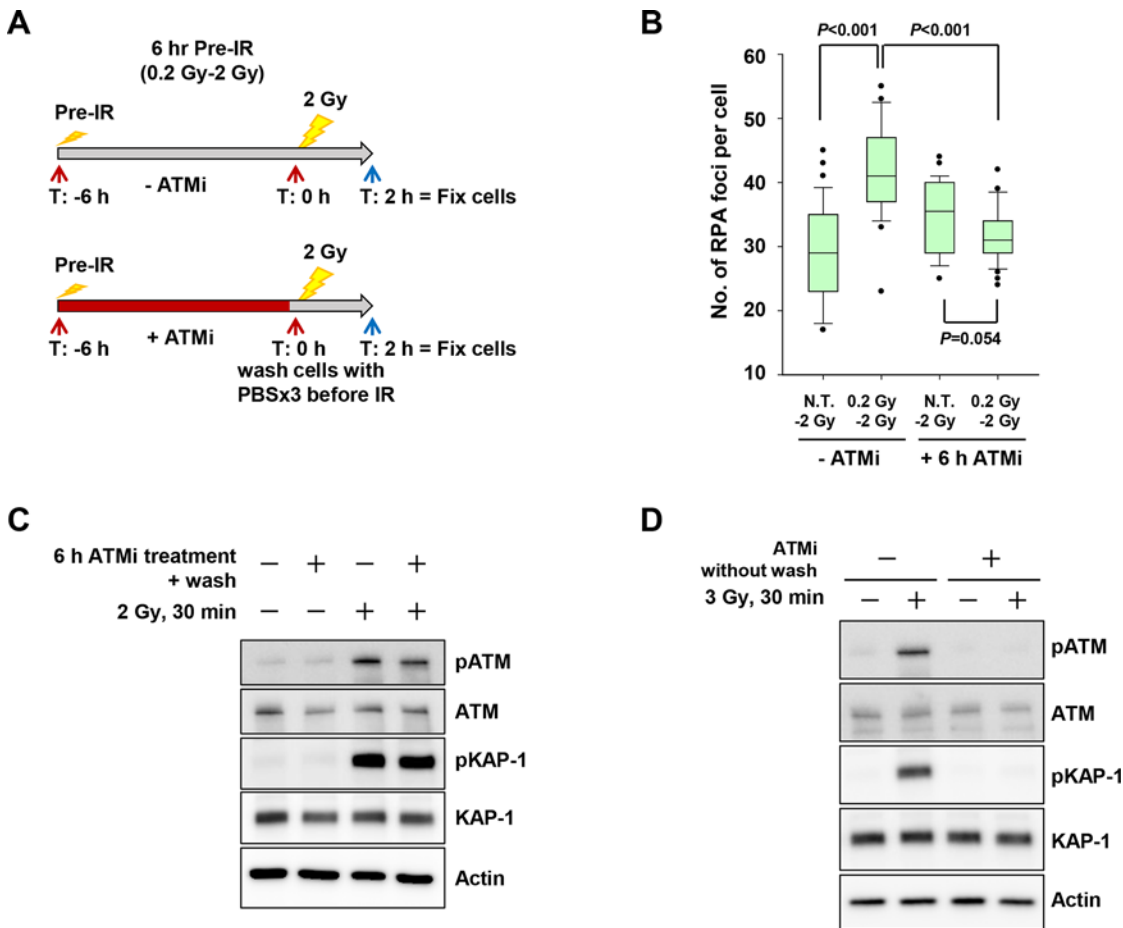 A
6 hr Pre-IR
(0.2 Gy-2 Gy)
Pre-IR
2 Gy
T: -6 h
- ATMi
T: 0 h
T: 2 h = Fix cells
Pre-IR
2 Gy
T: -6 h
+ ATMi
T: 0 h
T: 2 h = Fix cells
wash cells with
PBSx3 before IR
B
P<0.001
P<0.001
60
50
40
30
20
10
No. of RPA foci per cell
P=0.054
N.T. 0.2 Gy N.T. 0.2 Gy
-2 Gy -2 Gy -2 Gy -2 Gy
- ATMi + 6 h ATMi
C
6 h ATMi treatment
+ wash
− + − +
2 Gy, 30 min − − + +
pATM
ATM
pKAP-1
KAP-1
Actin
D
ATMi
without wash
− +
3 Gy, 30 min − + − +
pATM
ATM
pKAP-1
KAP-1
Actin